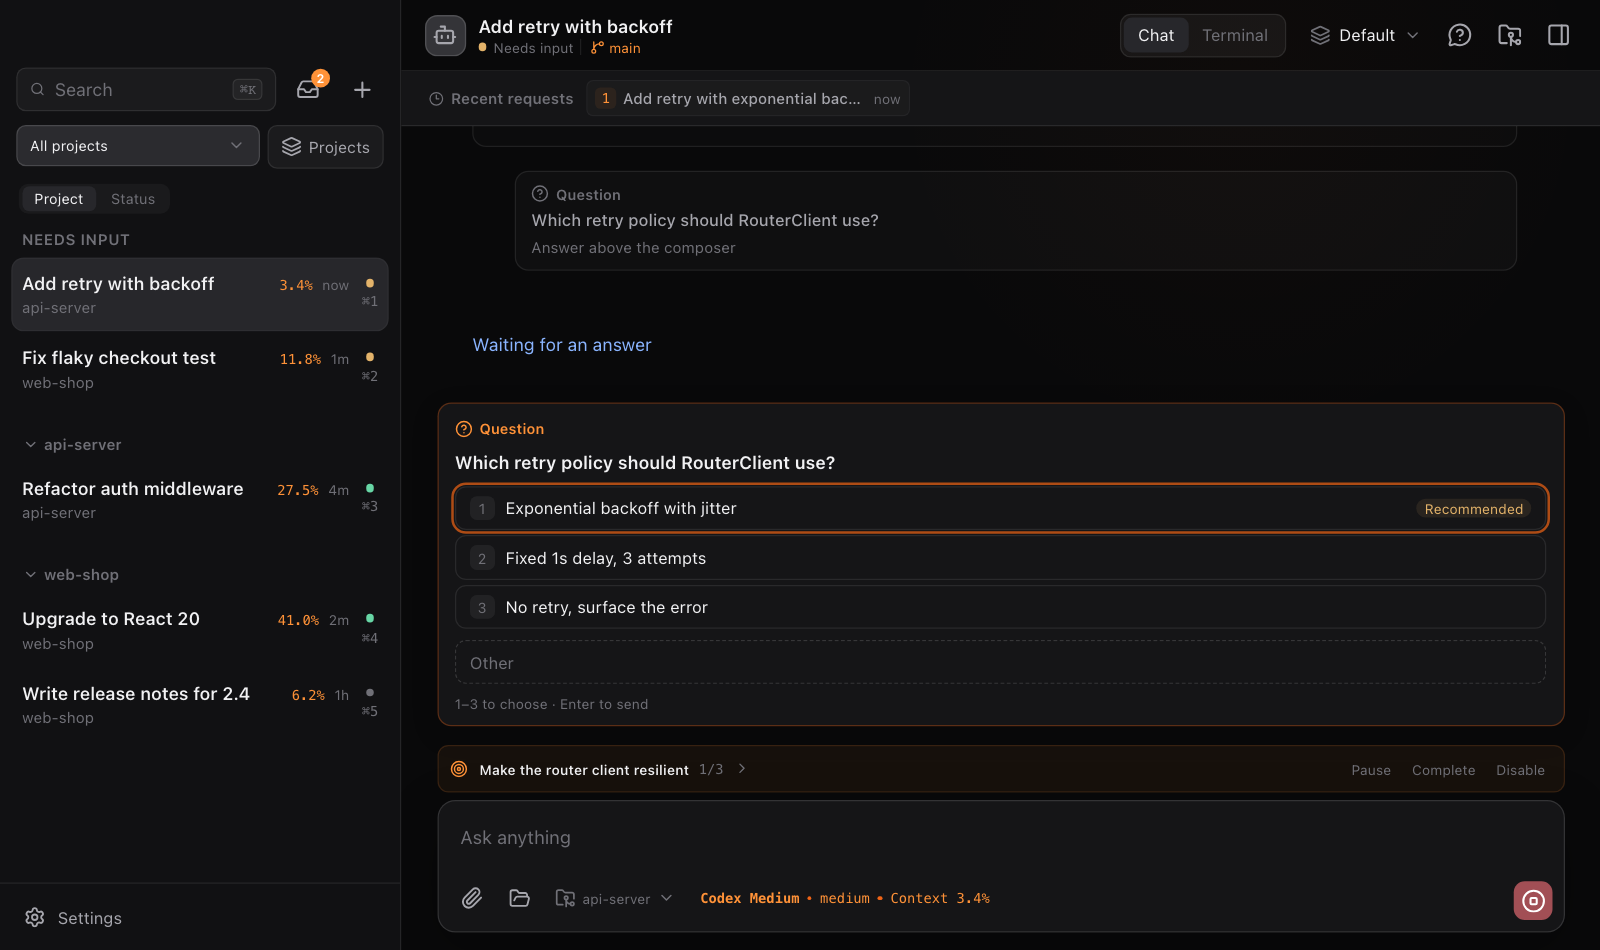 Search ⌘K
2
All projects
Projects
Project Status
NEEDS INPUT
Add retry with backoff 3.4% now
api-server ⌘1
Fix flaky checkout test 11.8% 1m
web-shop ⌘2
api-server
Refactor auth middleware 27.5% 4m
api-server ⌘3
web-shop
Upgrade to React 20 41.0% 2m
web-shop ⌘4
Write release notes for 2.4 6.2% 1h
web-shop ⌘5
Settings
Add retry with backoff
Needs input main
Chat Terminal Default
Recent requests 1 Add retry with exponential bac... now
Question
Which retry policy should RouterClient use?
Answer above the composer
Waiting for an answer
Question
Which retry policy should RouterClient use?
1 Exponential backoff with jitter Recommended
2 Fixed 1s delay, 3 attempts
3 No retry, surface the error
Other
1–3 to choose · Enter to send
Make the router client resilient 1/3 Pause Complete Disable
Ask anything
api-server Codex Medium • medium • Context 3.4%